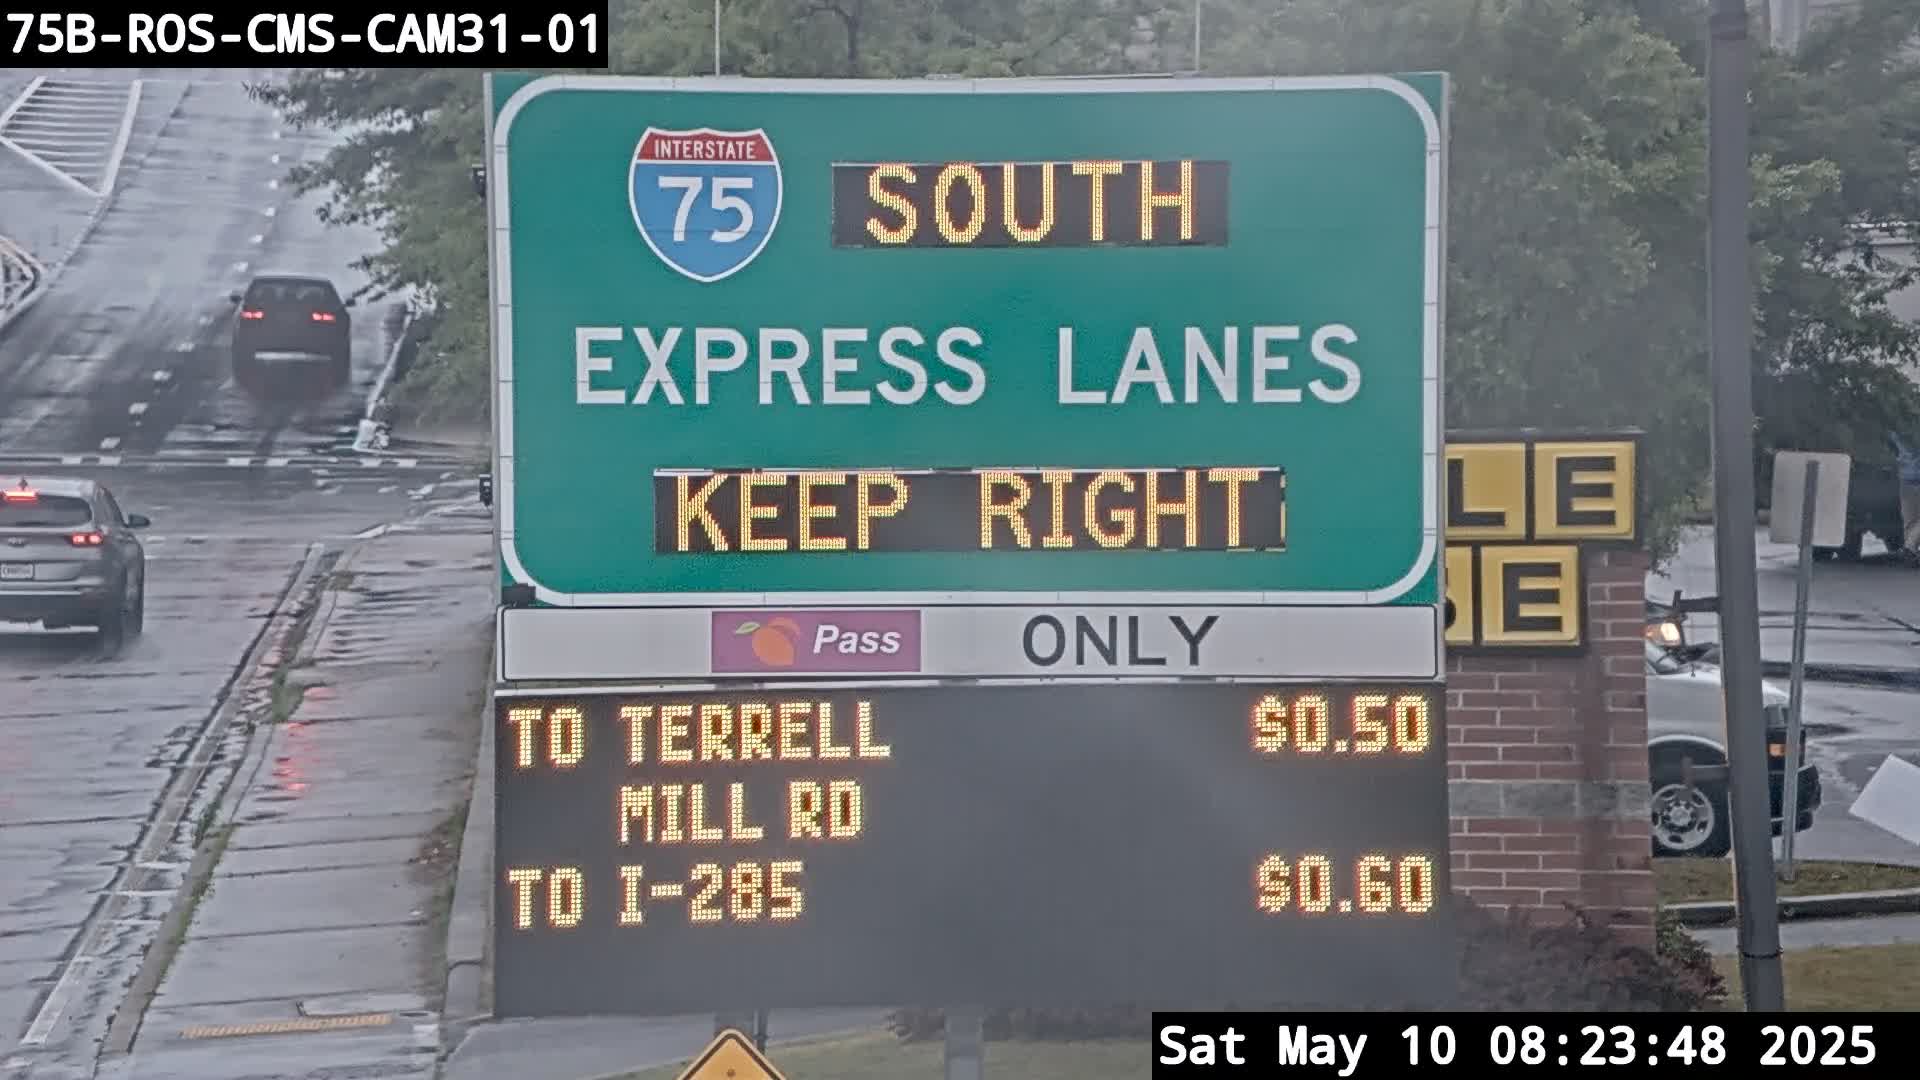 75B-ROS-CMS-CAM31-01
INTERSTATE
75
SOUTH
EXPRESS LANES
KEEP RIGHT
Pass ONLY
TO TERRELL $0.50
MILL RD
TO I-285 $0.60
LE
E
Sat May 10 08:23:48 2025